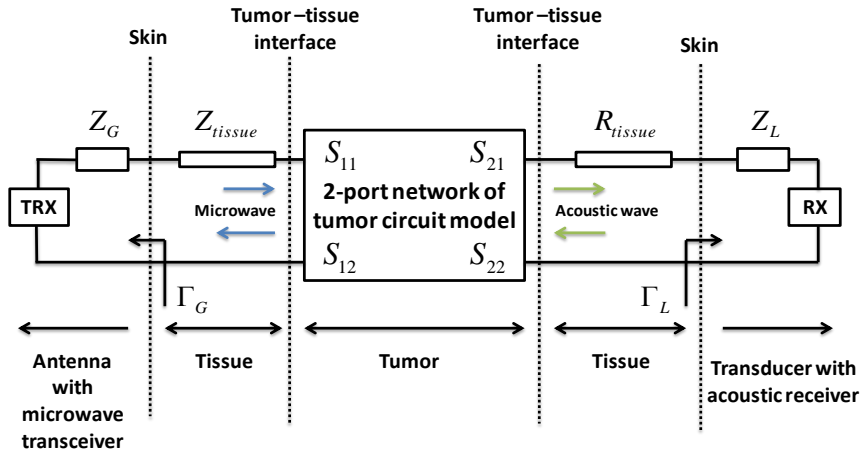 Skin
Tumor –tissue
interface
Tumor-tissue
interface
Skin
Z_G
Z_tissue
R_tissue
Z_L
TRX
S_11
S_21
Microwave
2-port network of
tumor circuit model
Acoustic wave
RX
S_12
S_22
Γ_G
Γ_L
Antenna
with
microwave
transceiver
Tissue
Tumor
Tissue
Transducer with
acoustic receiver